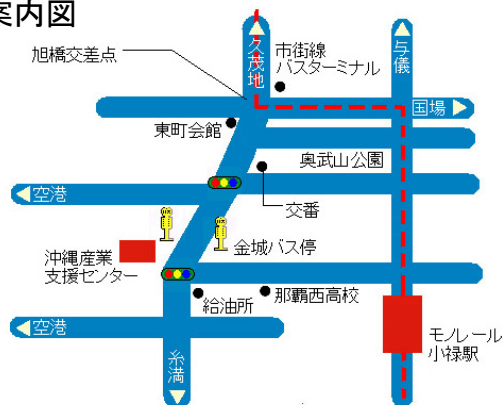 案内図
旭橋交差点
久茂地
市街線
バスターミナル
与儀
国場
東町会館
奥武山公園
空港
交番
金城バス停
沖縄産業
支援センター
給油所
那覇西高校
空港
糸満
モノレール
小禄駅